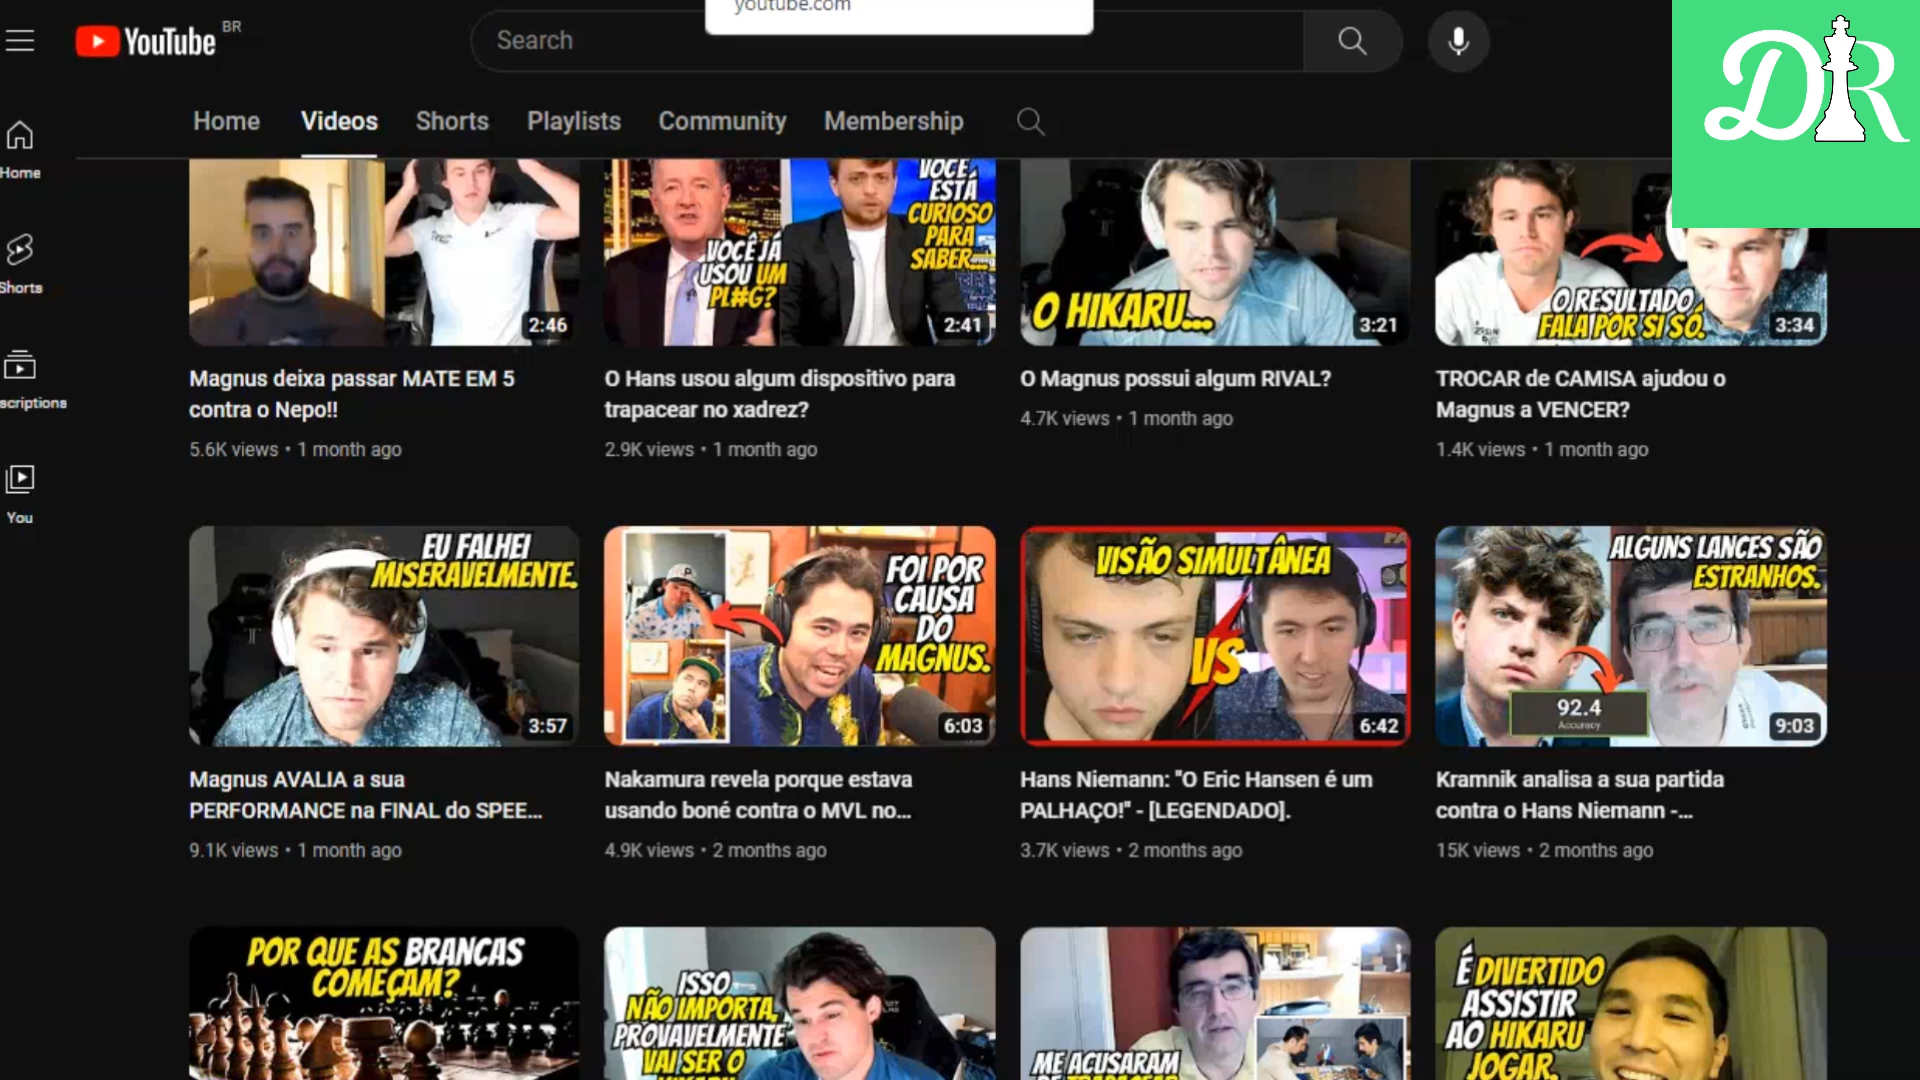 youtube.com
YouTube BR
Search
DR
Home
Videos
Shorts
Playlists
Community
Membership
Home
Shorts
scriptions
You
2:46
VOCÊ JÁ
USOU UM
PL#G?
VOCÊ
ESTÁ
CURIOSO
PARA
SABER...
2:41
O HIKARU...
3:21
O RESULTADO
FALA POR SI SÓ.
3:34
Magnus deixa passar MATE EM 5
contra o Nepo!!
5.6K views • 1 month ago
O Hans usou algum dispositivo para
trapacear no xadrez?
2.9K views • 1 month ago
O Magnus possui algum RIVAL?
4.7K views • 1 month ago
TROCAR de CAMISA ajudou o
Magnus a VENCER?
1.4K views • 1 month ago
EU FALHEI
MISERAVELMENTE.
3:57
FOI POR
CAUSA
DO
MAGNUS.
6:03
VISÃO SIMULTÂNEA
VS
6:42
ALGUNS LANCES SÃO
ESTRANHOS.
92.4
Accuracy
9:03
Magnus AVALIA a sua
PERFORMANCE na FINAL do SPEE...
9.1K views • 1 month ago
Nakamura revela porque estava
usando boné contra o MVL no...
4.9K views • 2 months ago
Hans Niemann: "O Eric Hansen é um
PALHAÇO!" - [LEGENDADO].
3.7K views • 2 months ago
Kramnik analisa a sua partida
contra o Hans Niemann -...
15K views • 2 months ago
POR QUE AS BRANCAS
COMEÇAM?
ISSO
NÃO IMPORTA,
PROVAVELMENTE
VAI SER O
HIKARU
ME ACUSARAM
DE TRAPACEAR
É DIVERTIDO
ASSISTIR
AO HIKARU
JOGAR.